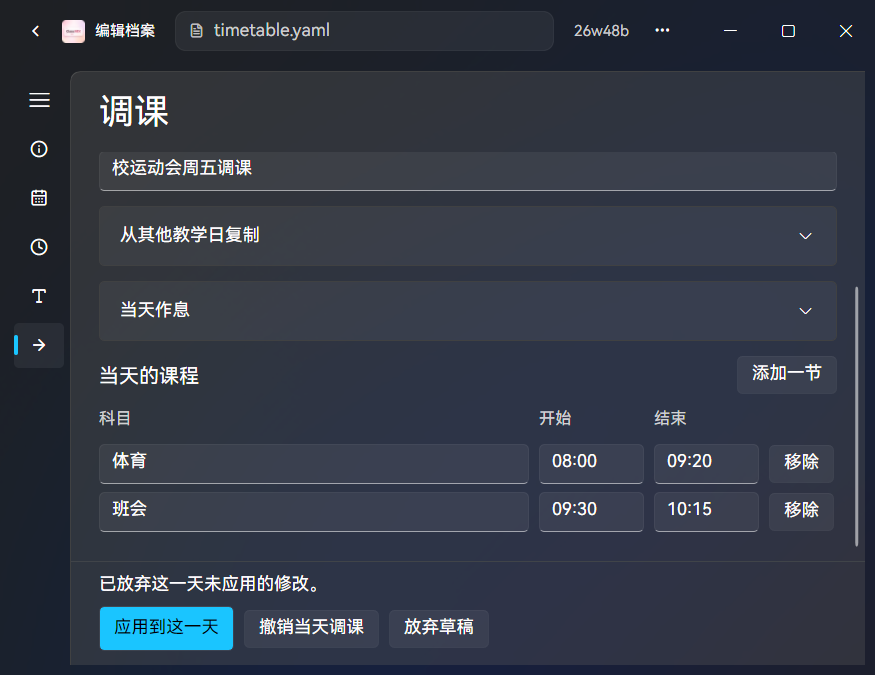 编辑档案
timetable.yaml
26w48b
调课
校运动会周五调课
从其他教学日复制
当天作息
当天的课程
添加一节
科目 开始 结束
体育 08:00 09:20 移除
班会 09:30 10:15 移除
已放弃这一天未应用的修改。
应用到这一天 撤销当天调课 放弃草稿